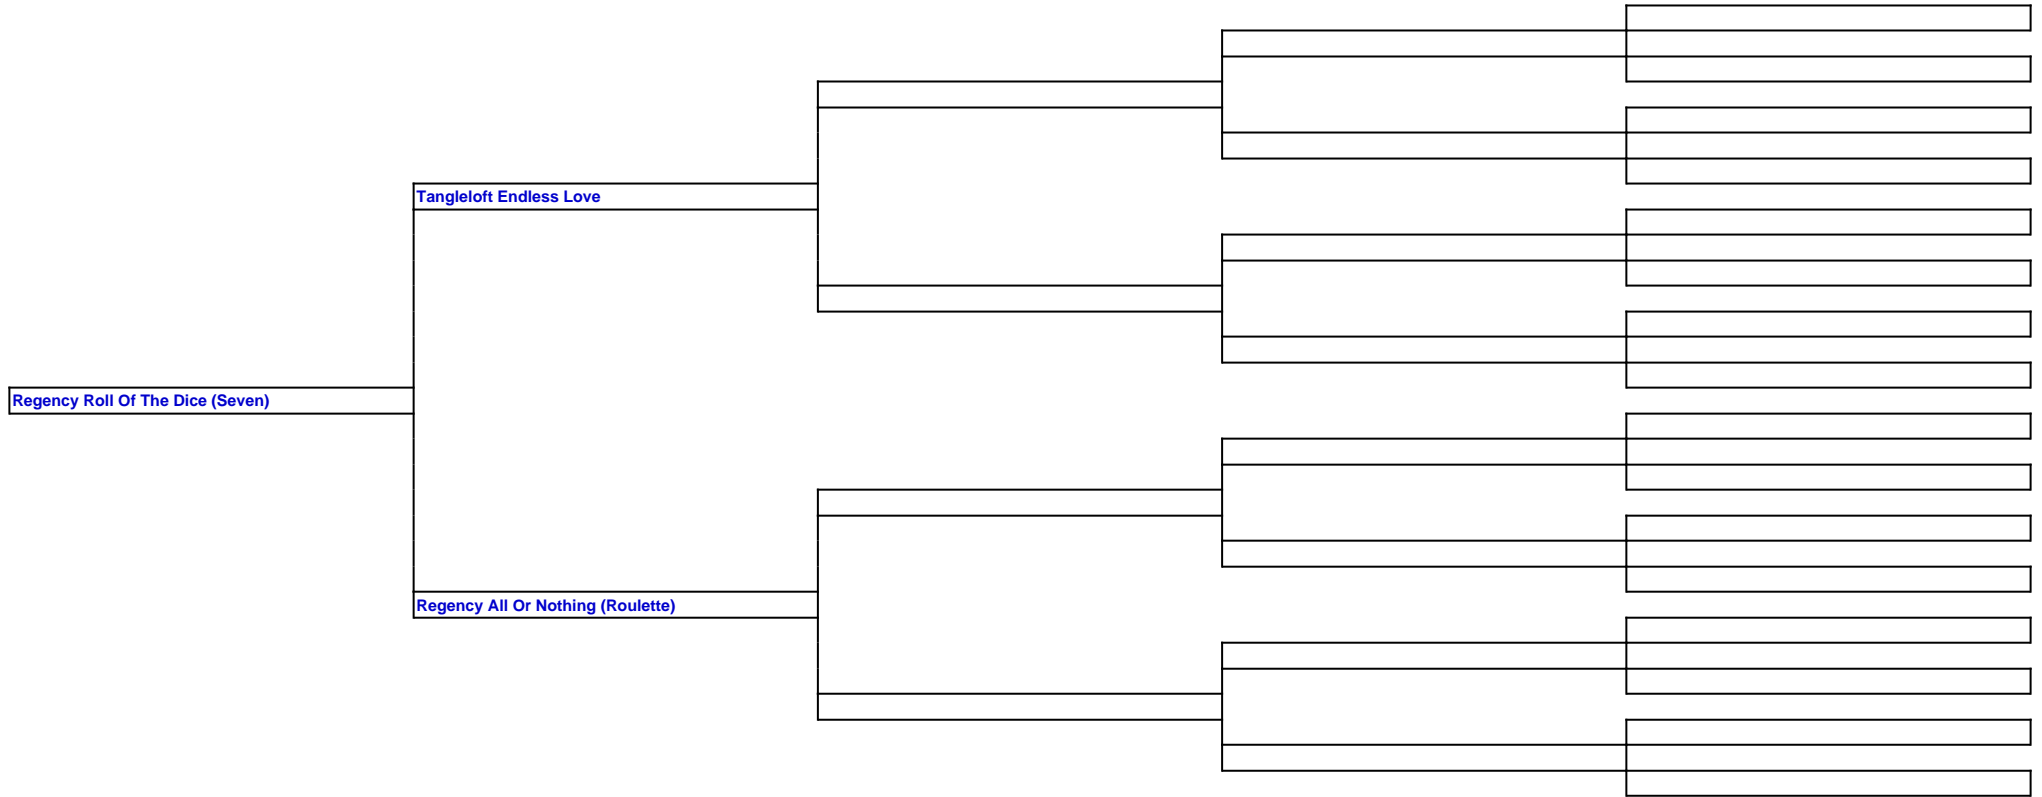 Tangleloft Endless Love
Regency Roll Of The Dice (Seven)
Regency All Or Nothing (Roulette)